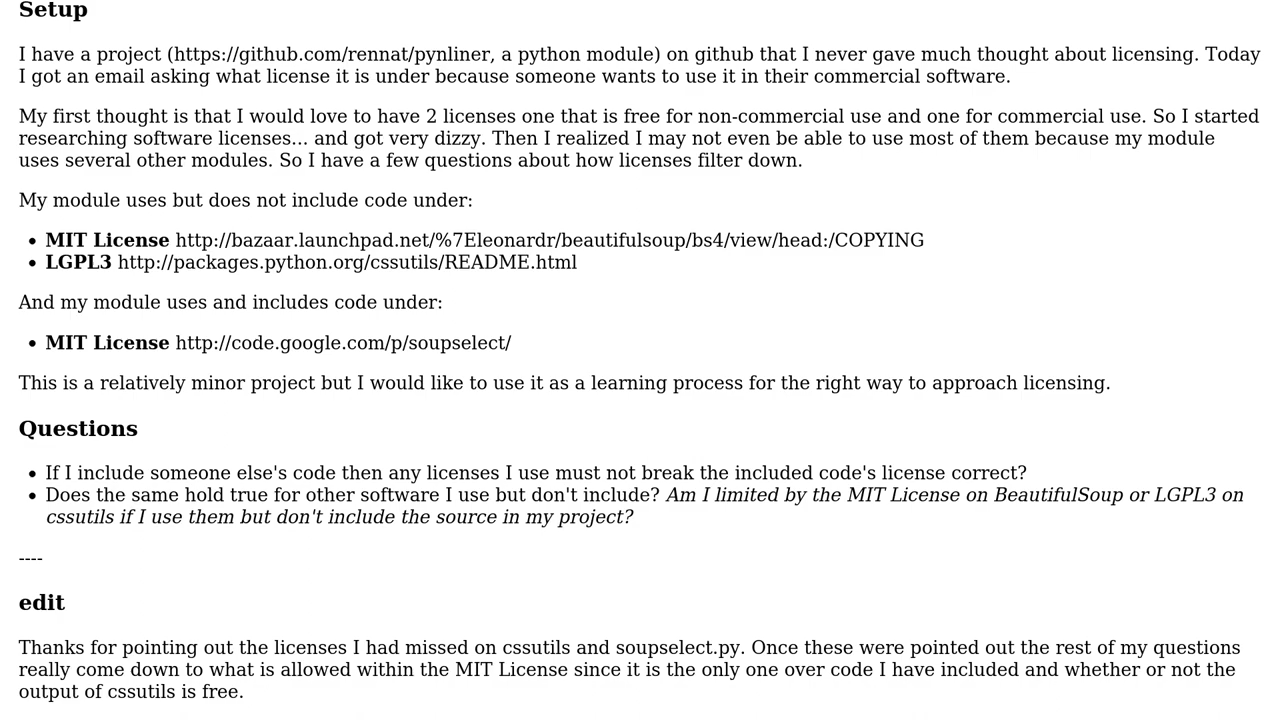 Setup
I have a project (https://github.com/rennat/pynliner, a python module) on github that I never gave much thought about licensing. Today
I got an email asking what license it is under because someone wants to use it in their commercial software.
My first thought is that I would love to have 2 licenses one that is free for non-commercial use and one for commercial use. So I started
researching software licenses... and got very dizzy. Then I realized I may not even be able to use most of them because my module
uses several other modules. So I have a few questions about how licenses filter down.
My module uses but does not include code under:
• MIT License http://bazaar.launchpad.net/%7Eleonardr/beautifulsoup/bs4/view/head:/COPYING
• LGPL3 http://packages.python.org/cssutils/README.html
And my module uses and includes code under:
• MIT License http://code.google.com/p/soupselect/
This is a relatively minor project but I would like to use it as a learning process for the right way to approach licensing.
Questions
• If I include someone else's code then any licenses I use must not break the included code's license correct?
• Does the same hold true for other software I use but don't include? Am I limited by the MIT License on BeautifulSoup or LGPL3 on
cssutils if I use them but don't include the source in my project?
----
edit
Thanks for pointing out the licenses I had missed on cssutils and soupselect.py. Once these were pointed out the rest of my questions
really come down to what is allowed within the MIT License since it is the only one over code I have included and whether or not the
output of cssutils is free.